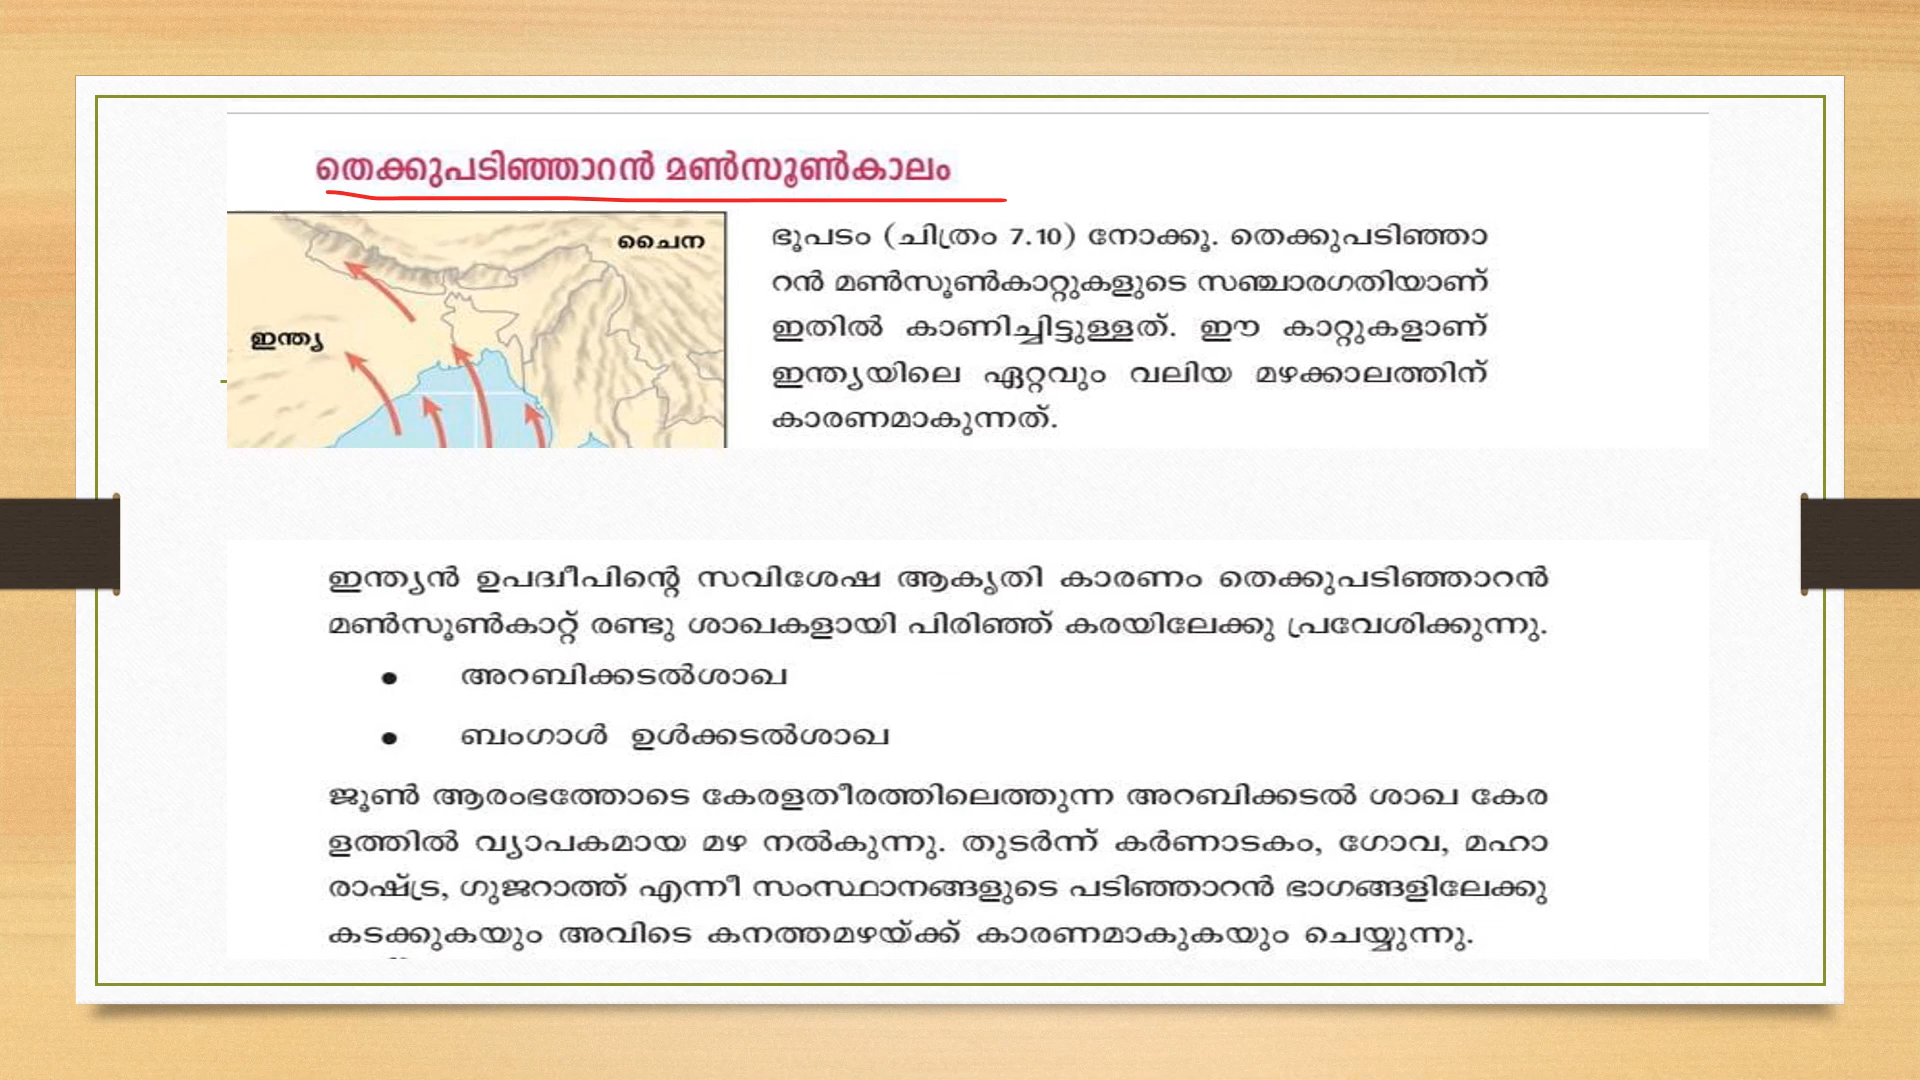 തെക്കുപടിഞ്ഞാറൻ മൺസൂൺകാലം
ചൈന
ഇന്ത്യ
ഭൂപടം (ചിത്രം 7.10) നോക്കൂ. തെക്കുപടിഞ്ഞാ
റൻ മൺസൂൺകാറ്റുകളുടെ സഞ്ചാരഗതിയാണ്
ഇതിൽ കാണിച്ചിട്ടുള്ളത്. ഈ കാറ്റുകളാണ്
ഇന്ത്യയിലെ ഏറ്റവും വലിയ മഴക്കാലത്തിന്
കാരണമാകുന്നത്.
ഇന്ത്യൻ ഉപദ്വീപിന്റെ സവിശേഷ ആകൃതി കാരണം തെക്കുപടിഞ്ഞാറൻ
മൺസൂൺകാറ്റ് രണ്ടു ശാഖകളായി പിരിഞ്ഞ് കരയിലേക്കു പ്രവേശിക്കുന്നു.
● അറബിക്കടൽശാഖ
● ബംഗാൾ ഉൾക്കടൽശാഖ
ജൂൺ ആരംഭത്തോടെ കേരളതീരത്തിലെത്തുന്ന അറബിക്കടൽ ശാഖ കേര
ളത്തിൽ വ്യാപകമായ മഴ നൽകുന്നു. തുടർന്ന് കർണാടകം, ഗോവ, മഹാ
രാഷ്ട്ര, ഗുജറാത്ത് എന്നീ സംസ്ഥാനങ്ങളുടെ പടിഞ്ഞാറൻ ഭാഗങ്ങളിലേക്കു
കടക്കുകയും അവിടെ കനത്തമഴയ്ക്ക് കാരണമാകുകയും ചെയ്യുന്നു.